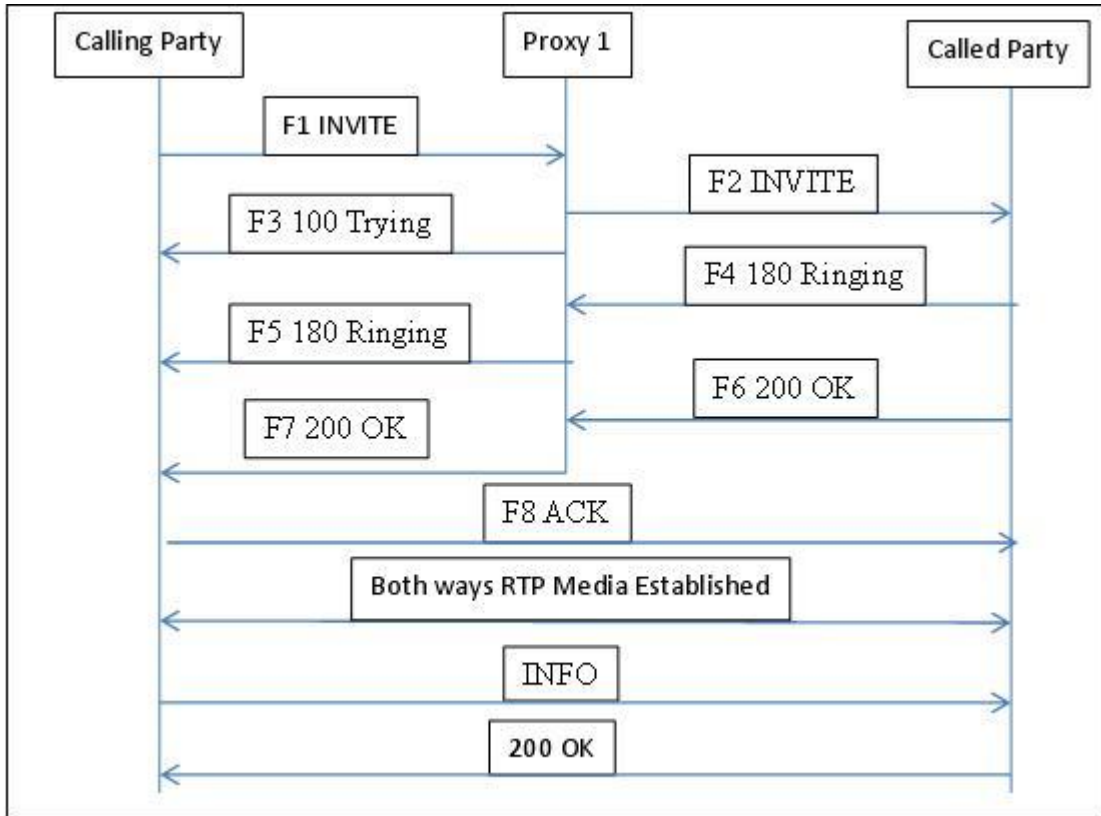 Calling Party
Proxy 1
Called Party
F1 INVITE
F2 INVITE
F3 100 Trying
F4 180 Ringing
F5 180 Ringing
F6 200 OK
F7 200 OK
F8 ACK
Both ways RTP Media Established
INFO
200 OK